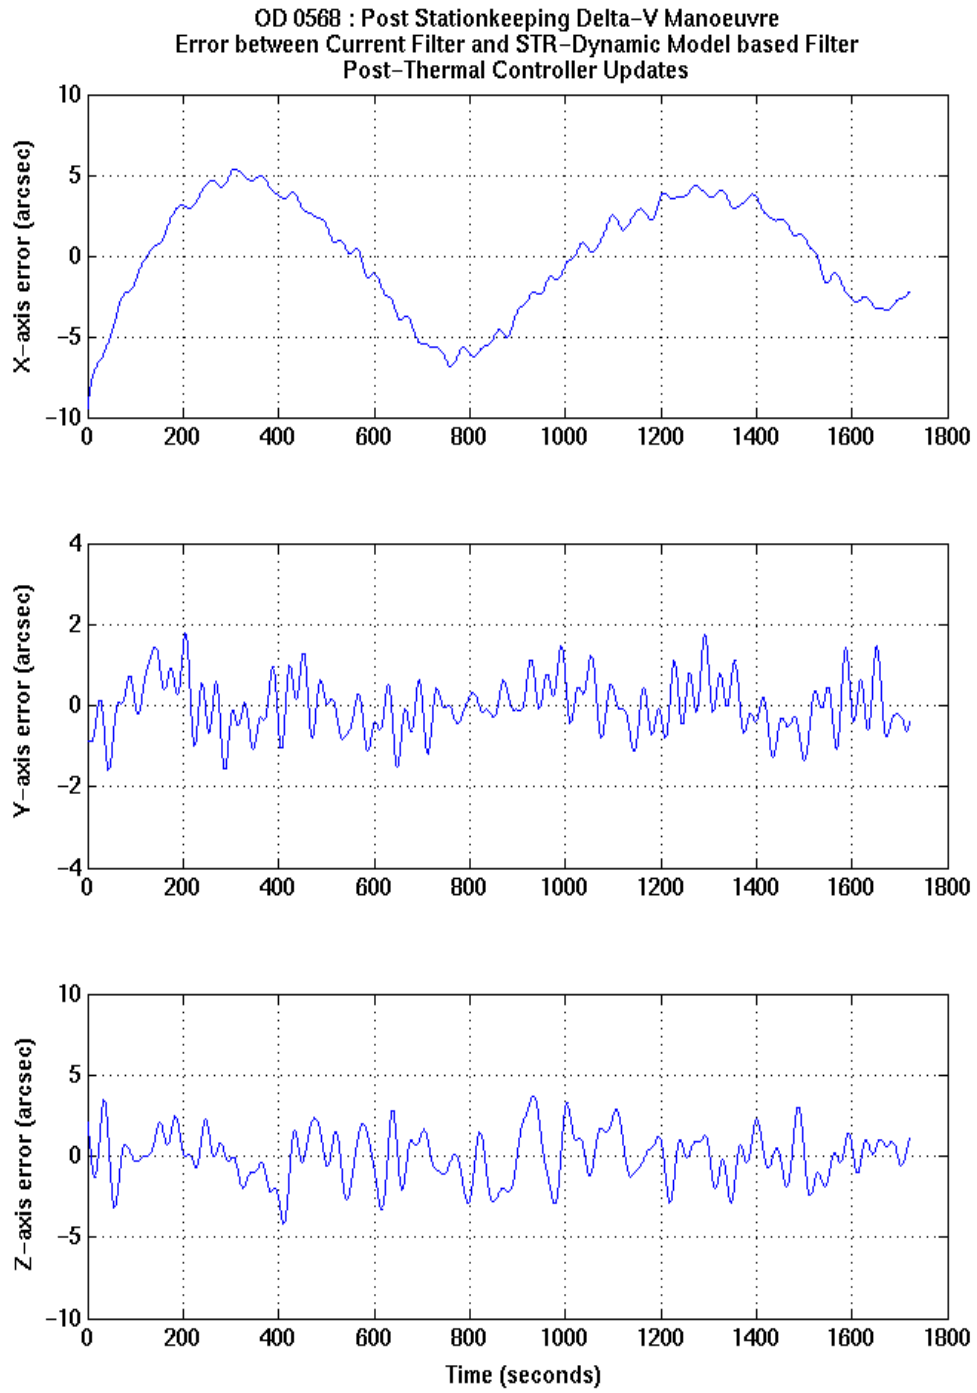 OD 0568 : Post Stationkeeping Delta−V Manoeuvre
Error between Current Filter and STR−Dynamic Model based Filter
Post−Thermal Controller Updates
X−axis error (arcsec)
10
5
0
−5
−10
0 200 400 600 800 1000 1200 1400 1600 1800
Y−axis error (arcsec)
4
2
0
−2
−4
0 200 400 600 800 1000 1200 1400 1600 1800
Z−axis error (arcsec)
10
5
0
−5
−10
0 200 400 600 800 1000 1200 1400 1600 1800
Time (seconds)